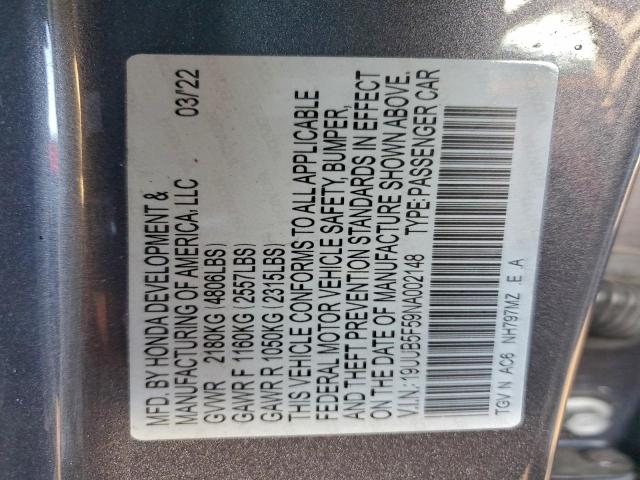 MFD. BY HONDA DEVELOPMENT & 03/22
MANUFACTURING OF AMERICA, LLC
GVWR 2180KG (4806LBS)
GAWR F 1160KG (2557LBS)
GAWR R 1050KG (2315LBS)
THIS VEHICLE CONFORMS TO ALL APPLICABLE
FEDERAL MOTOR VEHICLE SAFETY, BUMPER,
AND THEFT PREVENTION STANDARDS IN EFFECT
ON THE DATE OF MANUFACTURE SHOWN ABOVE.
V.I.N.: 19UUB5F59NA002148 TYPE: PASSENGER CAR
TGV N AC6 NH797MZ .E .A